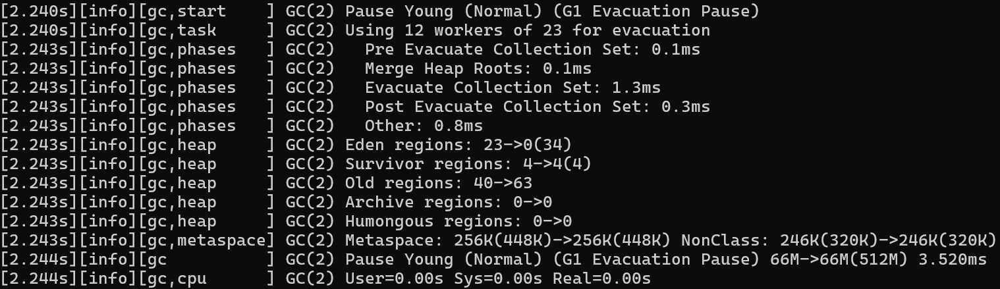 [2.240s][info][gc,start    ] GC(2) Pause Young (Normal) (G1 Evacuation Pause)
[2.240s][info][gc,task     ] GC(2) Using 12 workers of 23 for evacuation
[2.243s][info][gc,phases   ] GC(2)   Pre Evacuate Collection Set: 0.1ms
[2.243s][info][gc,phases   ] GC(2)   Merge Heap Roots: 0.1ms
[2.243s][info][gc,phases   ] GC(2)   Evacuate Collection Set: 1.3ms
[2.243s][info][gc,phases   ] GC(2)   Post Evacuate Collection Set: 0.3ms
[2.243s][info][gc,phases   ] GC(2)   Other: 0.8ms
[2.243s][info][gc,heap     ] GC(2) Eden regions: 23->0(34)
[2.243s][info][gc,heap     ] GC(2) Survivor regions: 4->4(4)
[2.243s][info][gc,heap     ] GC(2) Old regions: 40->63
[2.243s][info][gc,heap     ] GC(2) Archive regions: 0->0
[2.243s][info][gc,heap     ] GC(2) Humongous regions: 0->0
[2.243s][info][gc,metaspace] GC(2) Metaspace: 256K(448K)->256K(448K) NonClass: 246K(320K)->246K(320K)
[2.244s][info][gc          ] GC(2) Pause Young (Normal) (G1 Evacuation Pause) 66M->66M(512M) 3.520ms
[2.244s][info][gc,cpu      ] GC(2) User=0.00s Sys=0.00s Real=0.00s